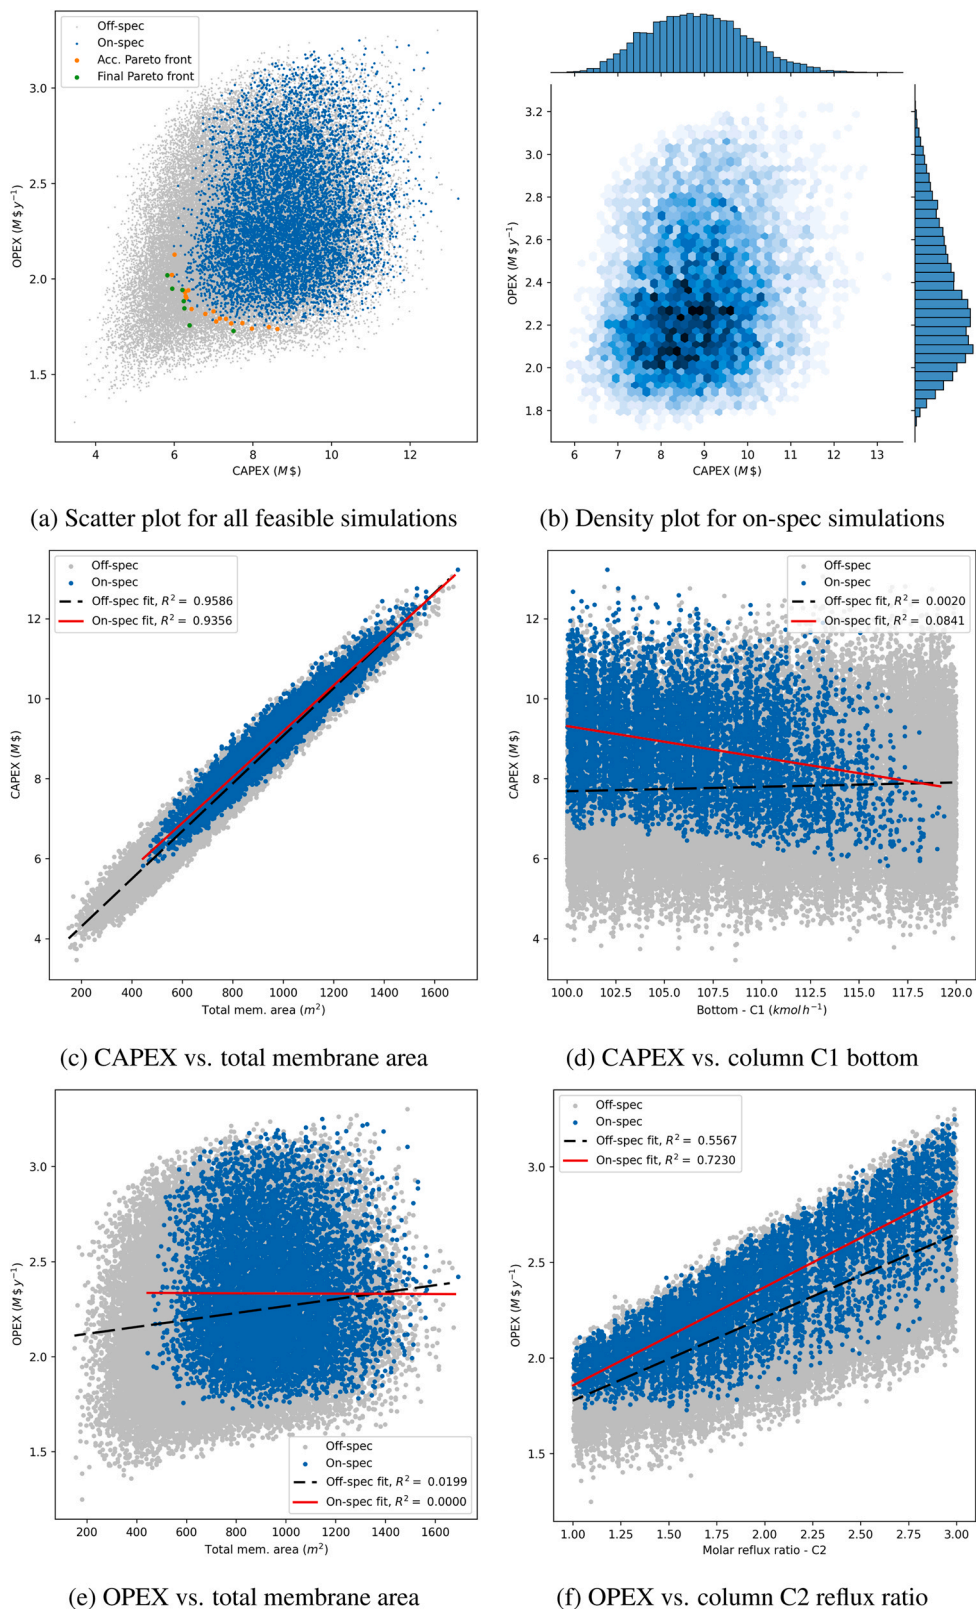 Off-spec
On-spec
Acc. Pareto front
Final Pareto front
OPEX (M $ y⁻¹)
3.0
2.5
2.0
1.5
4 6 8 10 12
CAPEX (M $)
(a) Scatter plot for all feasible simulations
OPEX (M $ y⁻¹)
3.2
3.0
2.8
2.6
2.4
2.2
2.0
1.8
6 7 8 9 10 11 12 13
CAPEX (M $)
(b) Density plot for on-spec simulations
Off-spec
On-spec
Off-spec fit, R² = 0.9586
On-spec fit, R² = 0.9356
CAPEX (M $)
12
10
8
6
4
200 400 600 800 1000 1200 1400 1600
Total mem. area (m²)
(c) CAPEX vs. total membrane area
Off-spec
On-spec
Off-spec fit, R² = 0.0020
On-spec fit, R² = 0.0841
CAPEX (M $)
12
10
8
6
4
100.0 102.5 105.0 107.5 110.0 112.5 115.0 117.5 120.0
Bottom - C1 (kmol h⁻¹)
(d) CAPEX vs. column C1 bottom
OPEX (M $ y⁻¹)
3.0
2.5
2.0
1.5
Off-spec
On-spec
Off-spec fit, R² = 0.0199
On-spec fit, R² = 0.0000
200 400 600 800 1000 1200 1400 1600
Total mem. area (m²)
(e) OPEX vs. total membrane area
Off-spec
On-spec
Off-spec fit, R² = 0.5567
On-spec fit, R² = 0.7230
OPEX (M $ y⁻¹)
3.0
2.5
2.0
1.5
1.00 1.25 1.50 1.75 2.00 2.25 2.50 2.75 3.00
Molar reflux ratio - C2
(f) OPEX vs. column C2 reflux ratio